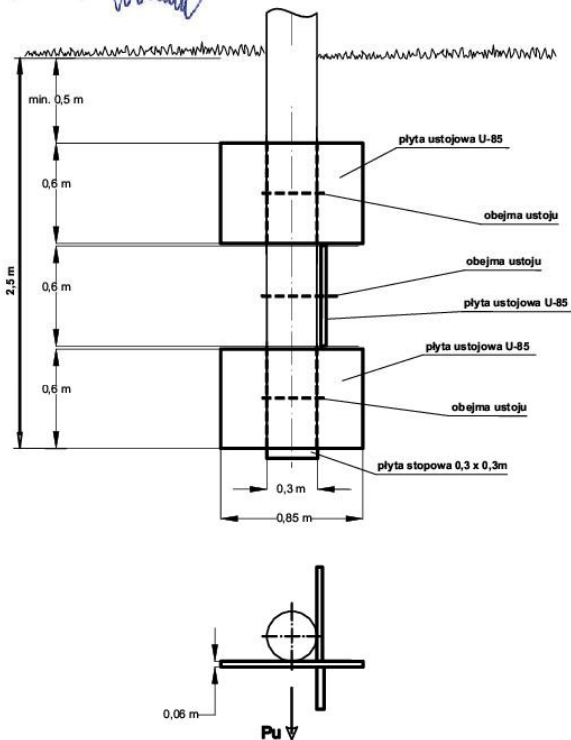 min. 0,5 m
płyta ustojowa U-85
0,6 m
obejma ustoju
obejma ustoju
2,5 m
0,6 m
płyta ustojowa U-85
płyta ustojowa U-85
0,6 m
obejma ustoju
płyta stopowa 0,3 x 0,3m
0,3 m
0,85 m
0,06 m
Pu